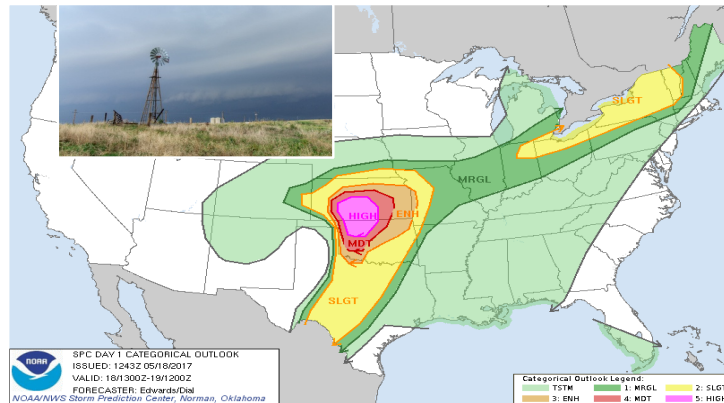 SLGT
MRGL
HIGH
ENH
MDT
SLGT
NOAA
SPC DAY 1 CATEGORICAL OUTLOOK
ISSUED: 1243Z 05/18/2017
VALID: 18/1300Z-19/1200Z
FORECASTER: Edwards/Dial
NOAA/NWS Storm Prediction Center, Norman, Oklahoma
Categorical Outlook Legend:
TSTM 1: MRGL 2: SLGT
3: ENH 4: MDT 5: HIGH